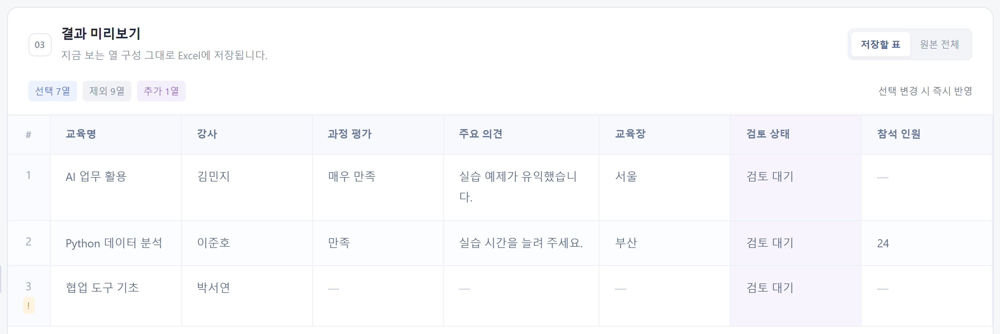 03
결과 미리보기
지금 보는 열 구성 그대로 Excel에 저장됩니다.
저장할 표 원본 전체
선택 7열 제외 9열 추가 1열
선택 변경 시 즉시 반영
# 교육명 강사 과정 평가 주요 의견 교육장 검토 상태 참석 인원
1 AI 업무 활용 김민지 매우 만족 실습 예제가 유익했습니 서울 검토 대기 —
다.
2 Python 데이터 분석 이준호 만족 실습 시간을 늘려 주세요. 부산 검토 대기 24
3 협업 도구 기초 박서연 — — — 검토 대기 —
!